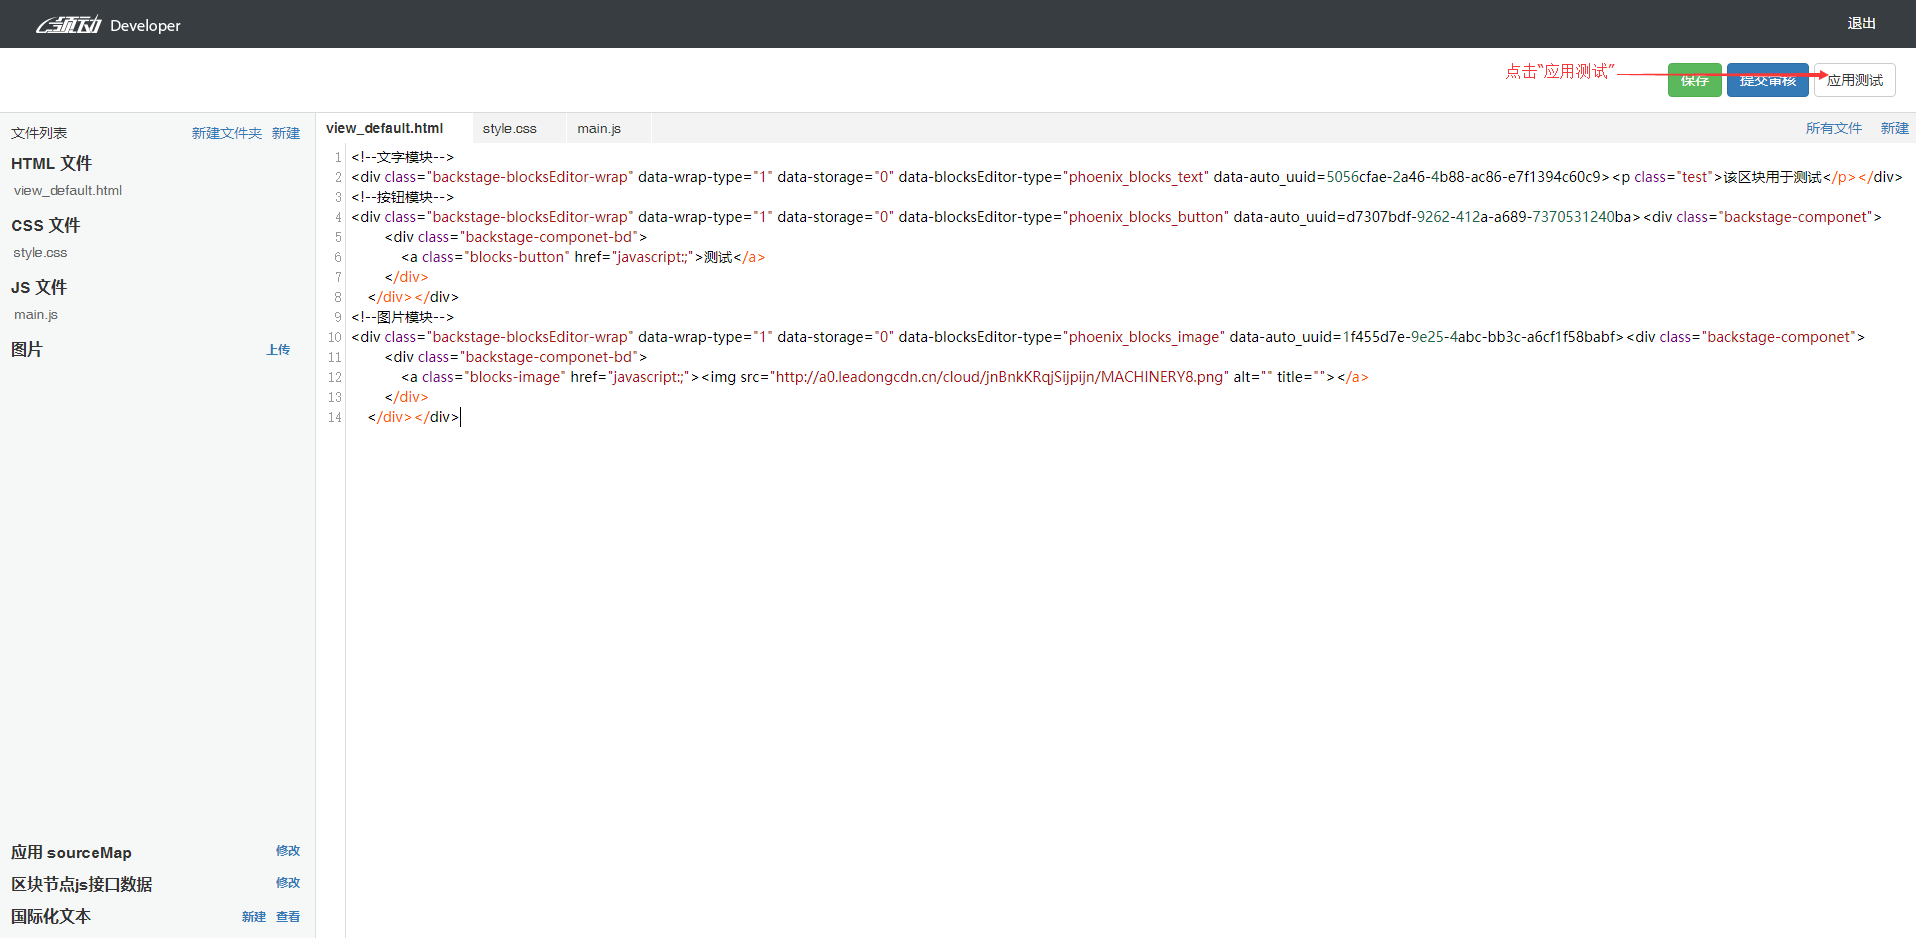 领动 Developer
退出
点击“应用测试”
保存
提交审核
应用测试
文件列表 新建文件夹 新建
HTML 文件
view_default.html
CSS 文件
style.css
JS 文件
main.js
图片 上传
应用 sourceMap 修改
区块节点js接口数据 修改
国际化文本 新建 查看
view_default.html style.css main.js 所有文件 新建
1 <!--文字模块-->
2 <div class="backstage-blocksEditor-wrap" data-wrap-type="1" data-storage="0" data-blocksEditor-type="phoenix_blocks_text" data-auto_uuid=5056cfae-2a46-4b88-ac86-e7f1394c60c9><p class="test">该区块用于测试</p></div>
3 <!--按钮模块-->
4 <div class="backstage-blocksEditor-wrap" data-wrap-type="1" data-storage="0" data-blocksEditor-type="phoenix_blocks_button" data-auto_uuid=d7307bdf-9262-412a-a689-7370531240ba><div class="backstage-componet">
5 <div class="backstage-componet-bd">
6 <a class="blocks-button" href="javascript:;">测试</a>
7 </div>
8 </div></div>
9 <!--图片模块-->
10 <div class="backstage-blocksEditor-wrap" data-wrap-type="1" data-storage="0" data-blocksEditor-type="phoenix_blocks_image" data-auto_uuid=1f455d7e-9e25-4abc-bb3c-a6cf1f58babf><div class="backstage-componet">
11 <div class="backstage-componet-bd">
12 <a class="blocks-image" href="javascript:;"><img src="http://a0.leadongcdn.cn/cloud/jnBnkKRqjSijpijn/MACHINERY8.png" alt="" title=""></a>
13 </div>
14 </div></div>